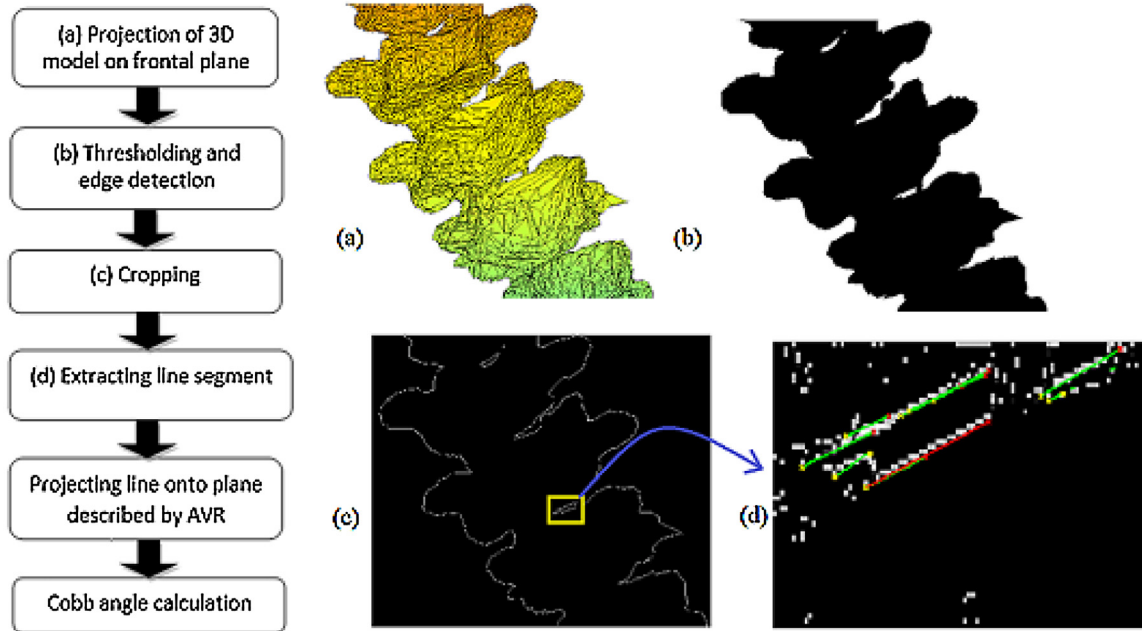 (a) Projection of 3D
model on frontal
plane
(b) Thresholding and
edge detection
(c) Cropping
(d) Extracting line segment
Projecting line onto plane
described by AVR
Cobb angle calculation
(a)
(b)
(c)
(d)